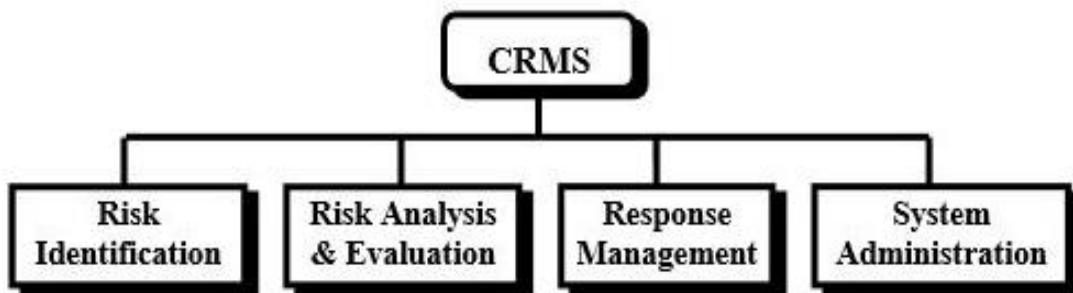 CRMS
Risk
Identification
Risk Analysis
& Evaluation
Response
Management
System
Administration